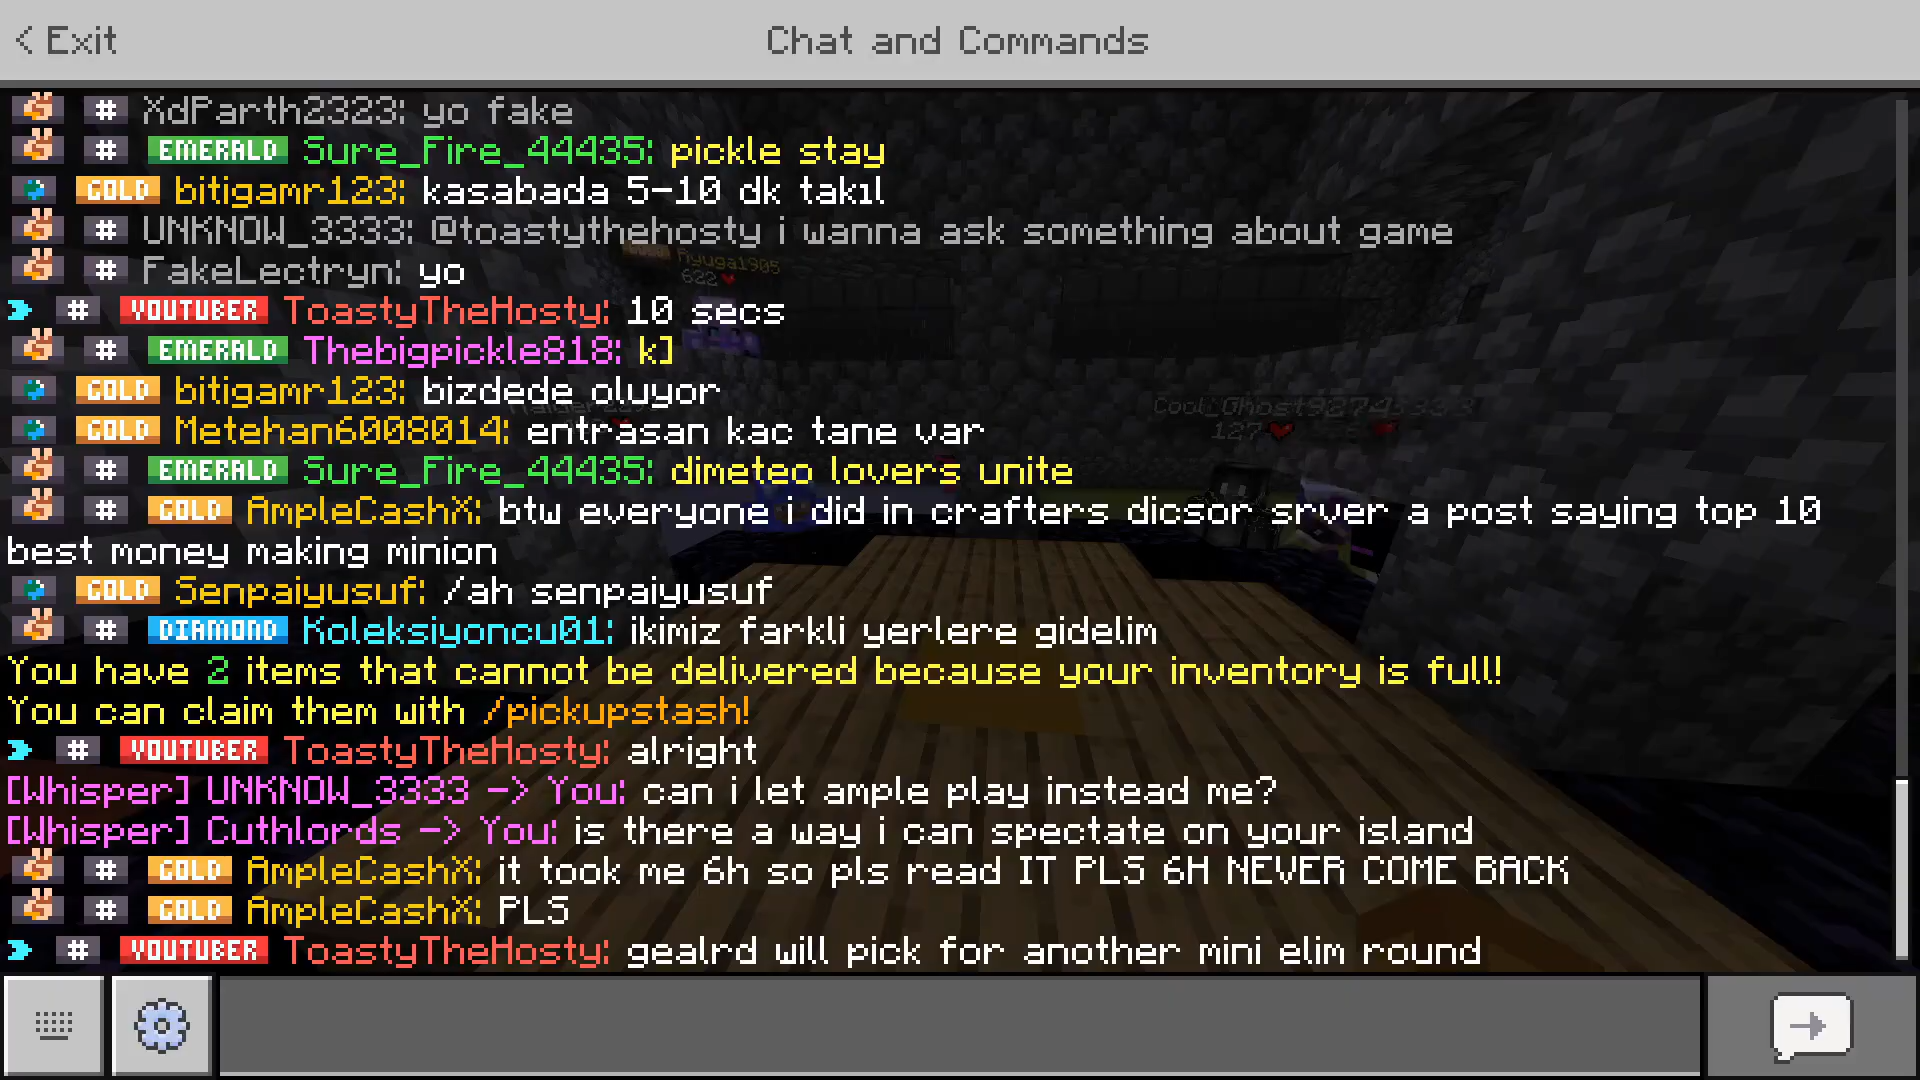 < Exit
Chat and Commands
# XdParth2323: yo fake
# EMERALD Sure_Fire_44435: pickle stay
GOLD bitigamr123: kasabada 5-10 dk takıl
# UNKNOW_3333: @toastythehosty i wanna ask something about game
# FakeLectryn: yo
# YOUTUBER ToastyTheHosty: 10 secs
# EMERALD Thebigpickle818: k]
GOLD bitigamr123: bizdede oluyor
GOLD Metehan6008014: entrasan kac tane var
# EMERALD Sure_Fire_44435: dimeteo lovers unite
# GOLD AmpleCashX: btw everyone i did in crafters dicsor srver a post saying top 10
best money making minion
GOLD Senpaiyusuf: /ah senpaiyusuf
# DIAMOND Koleksiyoncu01: ikimiz farkli yerlere gidelim
You have 2 items that cannot be delivered because your inventory is full!
You can claim them with /pickupstash!
# YOUTUBER ToastyTheHosty: alright
[Whisper] UNKNOW_3333 -> You: can i let ample play instead me?
[Whisper] Cuthlords -> You: is there a way i can spectate on your island
# GOLD AmpleCashX: it took me 6h so pls read IT PLS 6H NEVER COME BACK
# GOLD AmpleCashX: PLS
# YOUTUBER ToastyTheHosty: gealrd will pick for another mini elim round
Ryuga1905
622
127